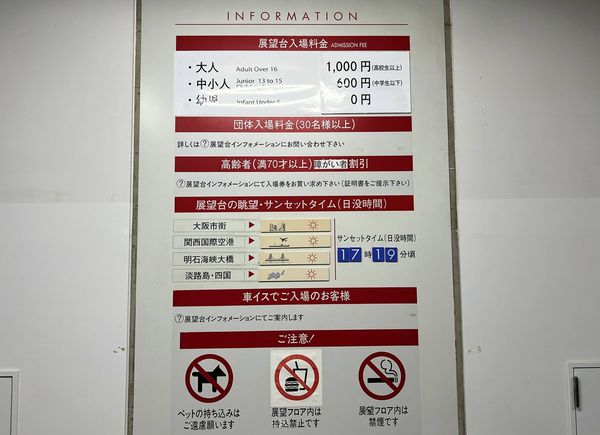 INFORMATION
展望台入場料金 ADMISSION FEE
・大人 Adult Over 16 1,000円(高校生以上)
・中小人 Junior 13 to 15 600円(中学生以下)
・幼児 Infant Under 0円
団体入場料金(30名様以上)
詳しくは?展望台インフォメーションにお問い合わせ下さい
高齢者(満70才以上)障がい者割引
?展望台インフォメーションにて入場券をお買い求め下さい(証明書をご提示下さい)
展望台の眺望・サンセットタイム(日没時間)
大阪市街
関西国際空港
明石海峡大橋
淡路島・四国
サンセットタイム(日没時間)
17時19分頃
車イスでご入場のお客様
?展望台インフォメーションにてご案内します
ご注意!
ペットの持ち込みは
ご遠慮願います
展望フロア内は
持込禁止です
展望フロア内は
禁煙です